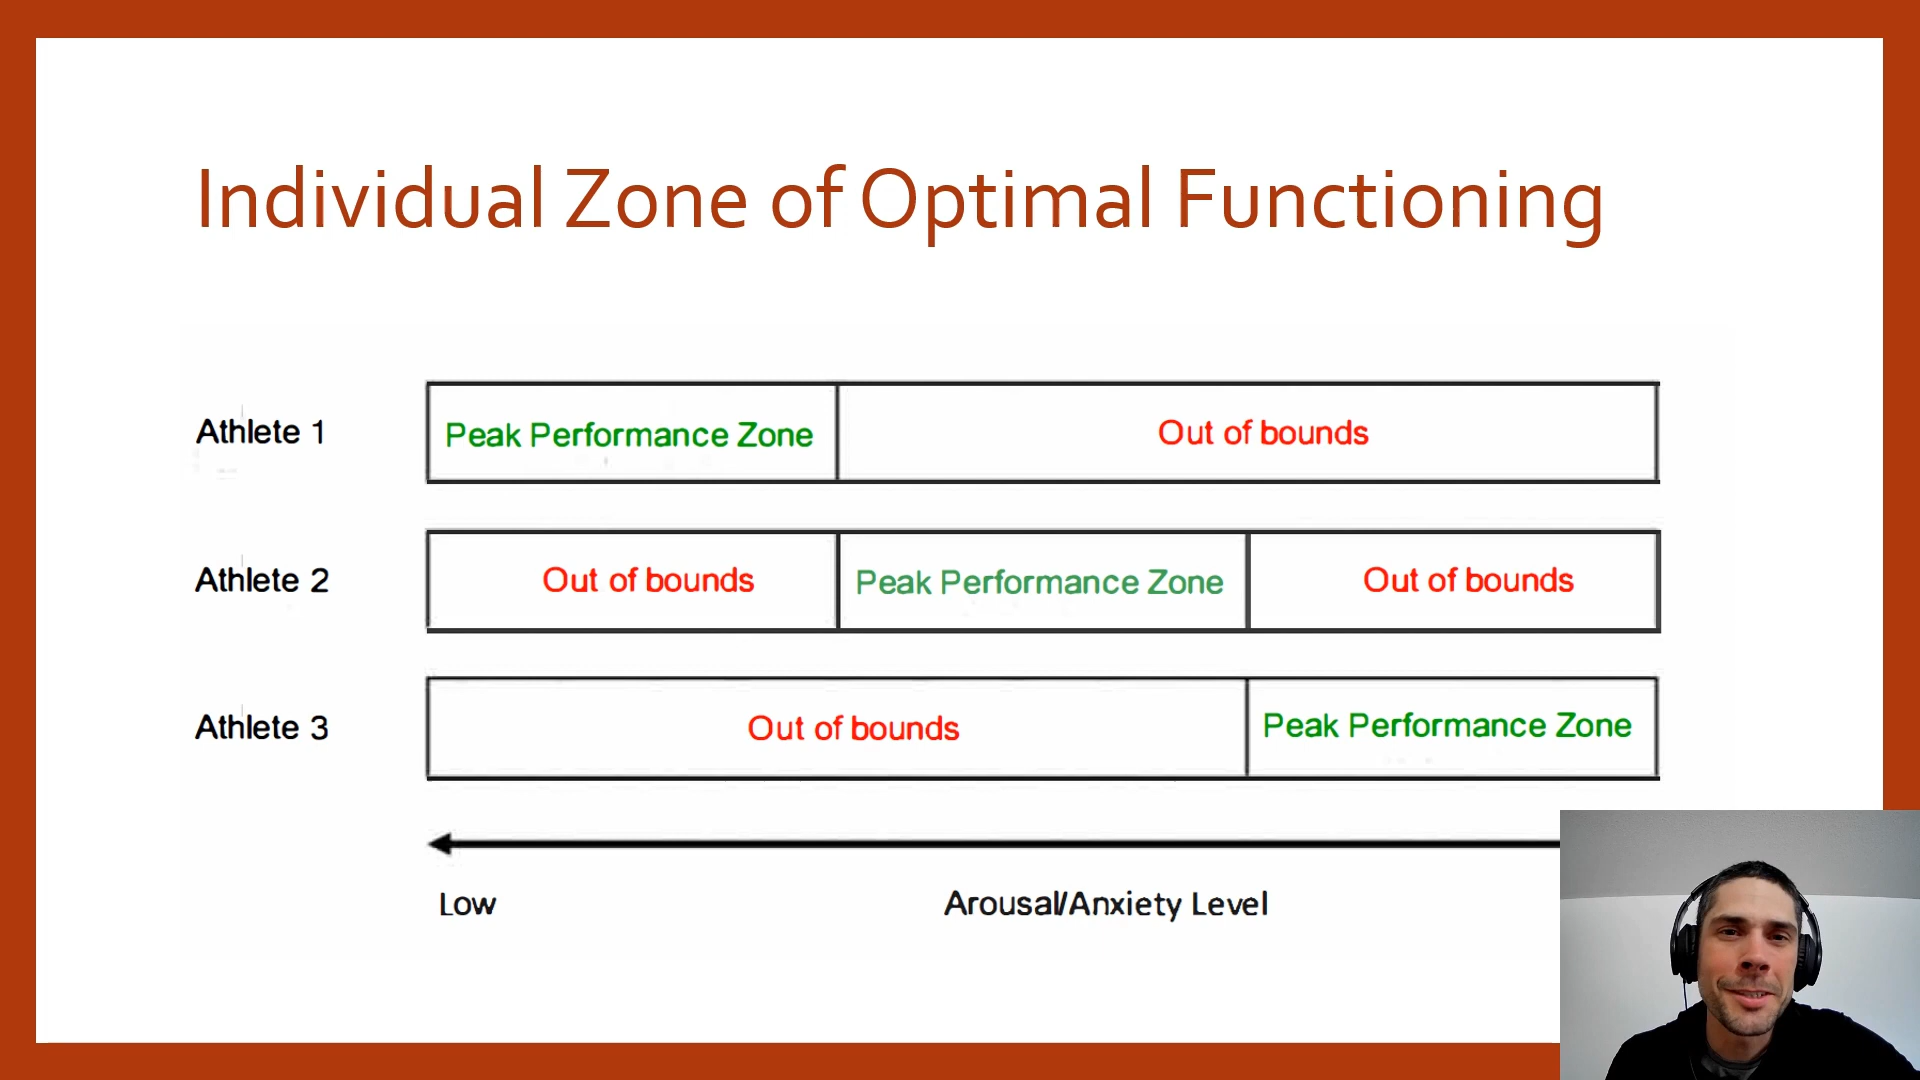 Individual Zone of Optimal Functioning
Athlete 1
Peak Performance Zone
Out of bounds
Athlete 2
Out of bounds
Peak Performance Zone
Out of bounds
Athlete 3
Out of bounds
Peak Performance Zone
Low
Arousal/Anxiety Level